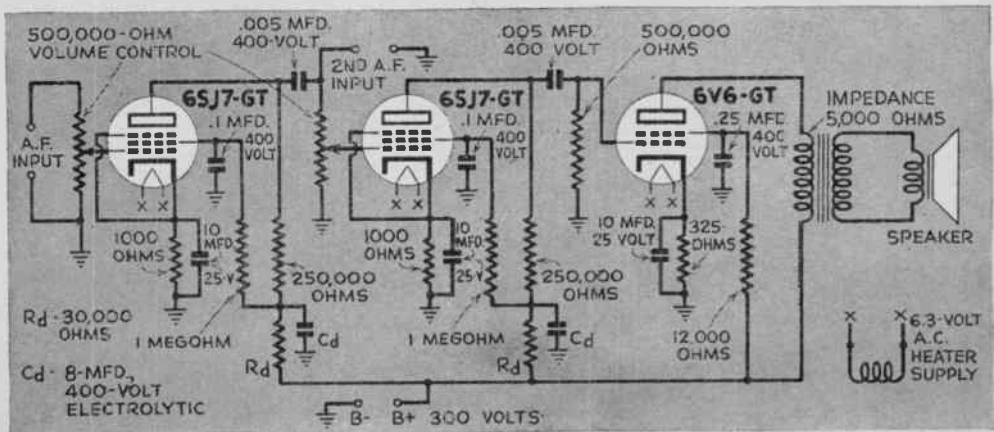 500,000-OHM
VOLUME CONTROL
.005 MFD.
400-VOLT
2ND A.F.
INPUT
.005 MFD.
400 VOLT
500,000
OHMS
6SJ7-GT
6SJ7-GT
6V6-GT
IMPEDANCE
5,000 OHMS
.1 MFD.
400
VOLT
.1 MFD.
400
VOLT
.25 MFD.
400
VOLT
A.F.
INPUT
X X
X X
X X
1000
OHMS
10
MFD.
25-V
1000
OHMS
10
MFD.
25-V
10 MFD.
25 VOLT
325-
OHMS
SPEAKER
250,000
OHMS
250,000
OHMS
Rd - 30,000
OHMS
1 MEGOHM
Cd
1 MEGOHM
Cd
12,000
OHMS
X X
6.3-VOLT
A.C.
HEATER
SUPPLY
Rd
Rd
Cd - 8-MFD.,
400-VOLT
ELECTROLYTIC
B- B+ 300 VOLTS